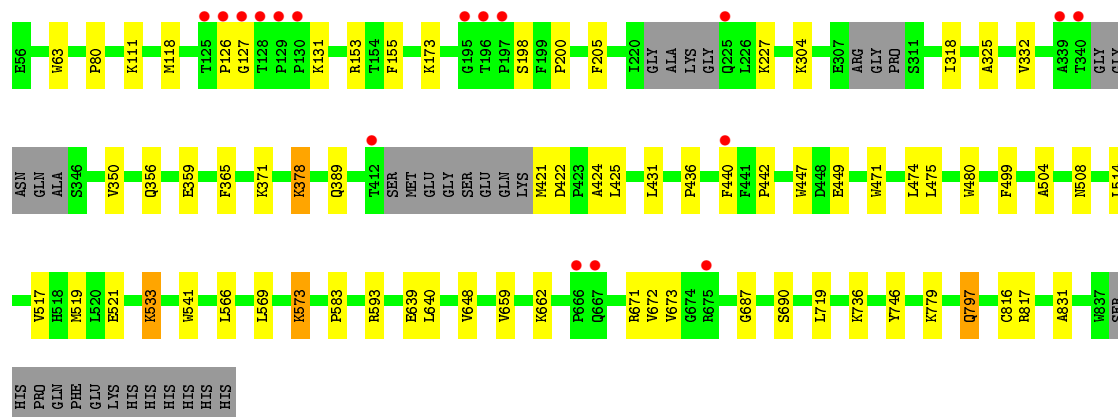 E56 W63 P80 K111 M118 T125 P126 G127 T128 P129 P130 K131 R153 T154 F155 K173 G195 T196 P197 S198 F199 P200 F205 I220 GLY ALA LYS GLY Q225 L226 K227 K304 E307 ARG GLY PRO S311 I318 A325 V332 A339 T340 GLY GLY
ASN GLN ALA S346 V350 Q356 E359 F365 K371 K378 Q389 T412 SER MET GLU GLY SER GLU GLN LYS M421 D422 P423 A424 L425 L431 P436 F440 F441 P442 W447 D448 E449 W471 L474 L475 W480 F499 A504 N508 L514
V517 H518 M519 L520 E521 K533 W541 L566 L569 K573 P583 R593 E639 L640 V648 V659 K662 P666 Q667 R671 V672 V673 G674 R675 G687 S690 L719 K736 Y746 K779 Q797 C816 R817 A831 W837 SER
HIS PRO GLN PHE GLU LYS HIS HIS HIS HIS HIS HIS